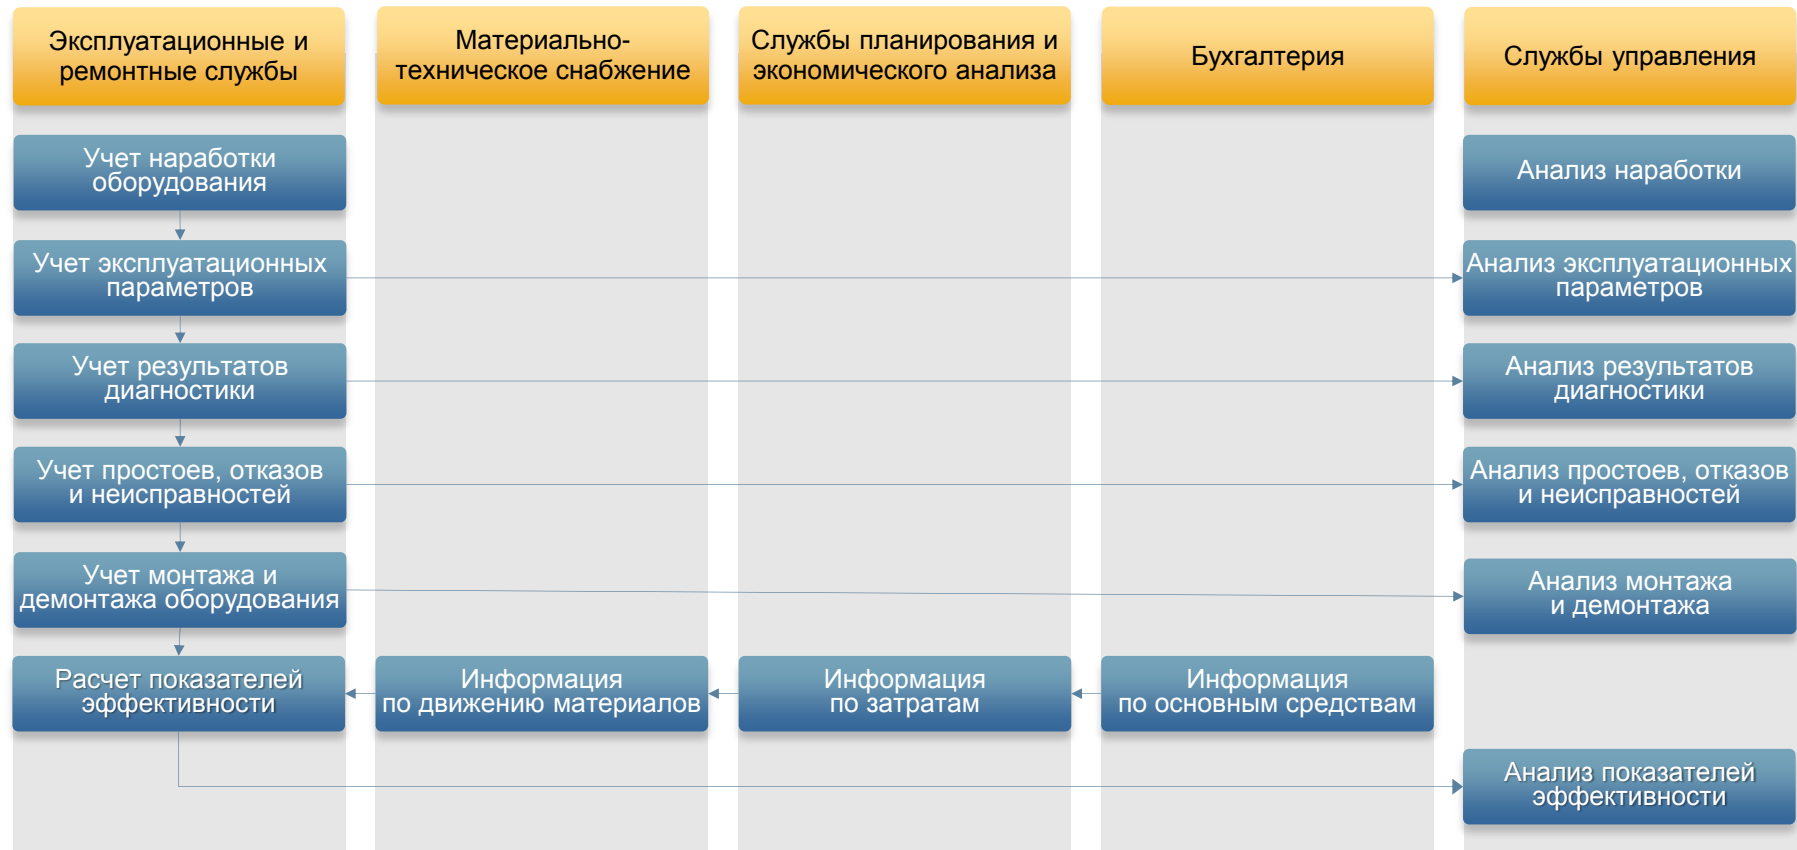 Эксплуатационные и
ремонтные службы
Материально-
техническое снабжение
Службы планирования и
экономического анализа
Бухгалтерия
Службы управления
Учет наработки
оборудования
Анализ наработки
Учет эксплуатационных
параметров
Анализ эксплуатационных
параметров
Учет результатов
диагностики
Анализ результатов
диагностики
Учет простоев, отказов
и неисправностей
Анализ простоев, отказов
и неисправностей
Учет монтажа и
демонтажа оборудования
Анализ монтажа
и демонтажа
Расчет показателей
эффективности
Информация
по движению материалов
Информация
по затратам
Информация
по основным средствам
Анализ показателей
эффективности